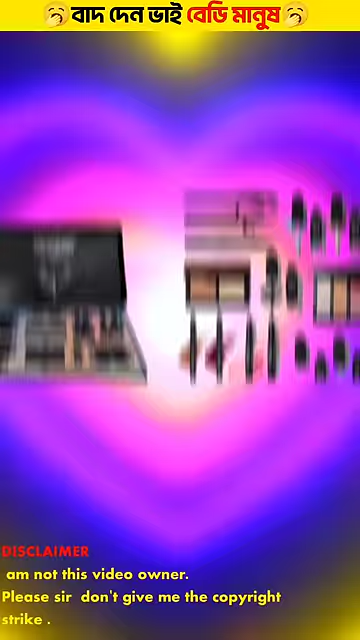 🥱বাদ দেন ভাই বেডি মানুষ🥱
DISCLAIMER
am not this video owner.
Please sir don't give me the copyright
strike .